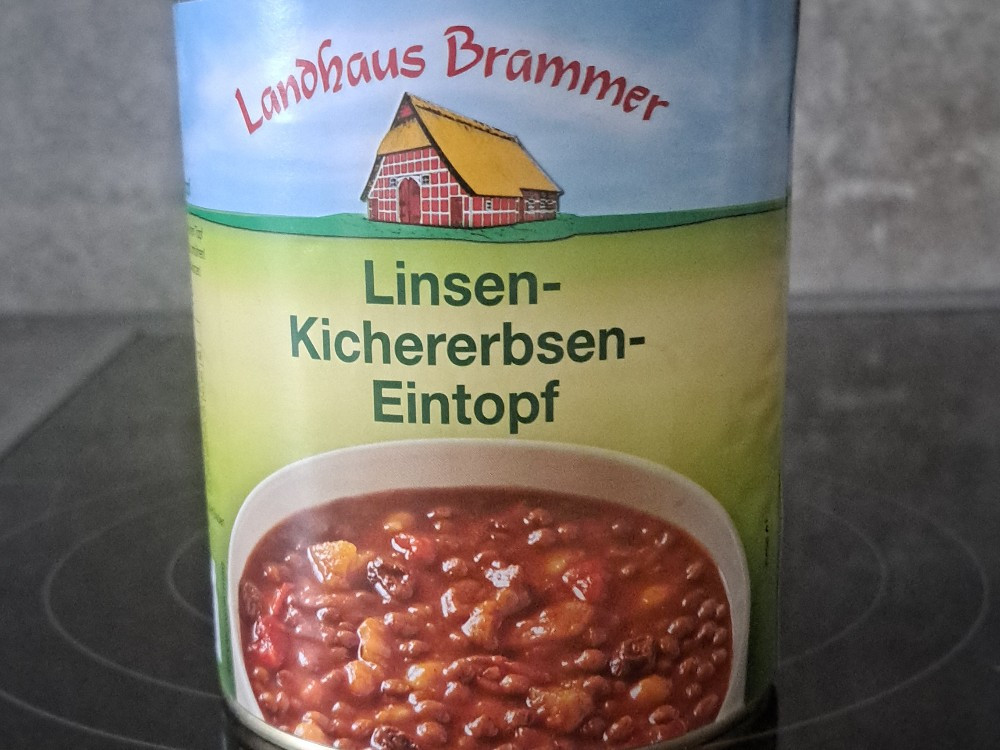 Landhaus Brammer
Linsen-
Kichererbsen-
Eintopf